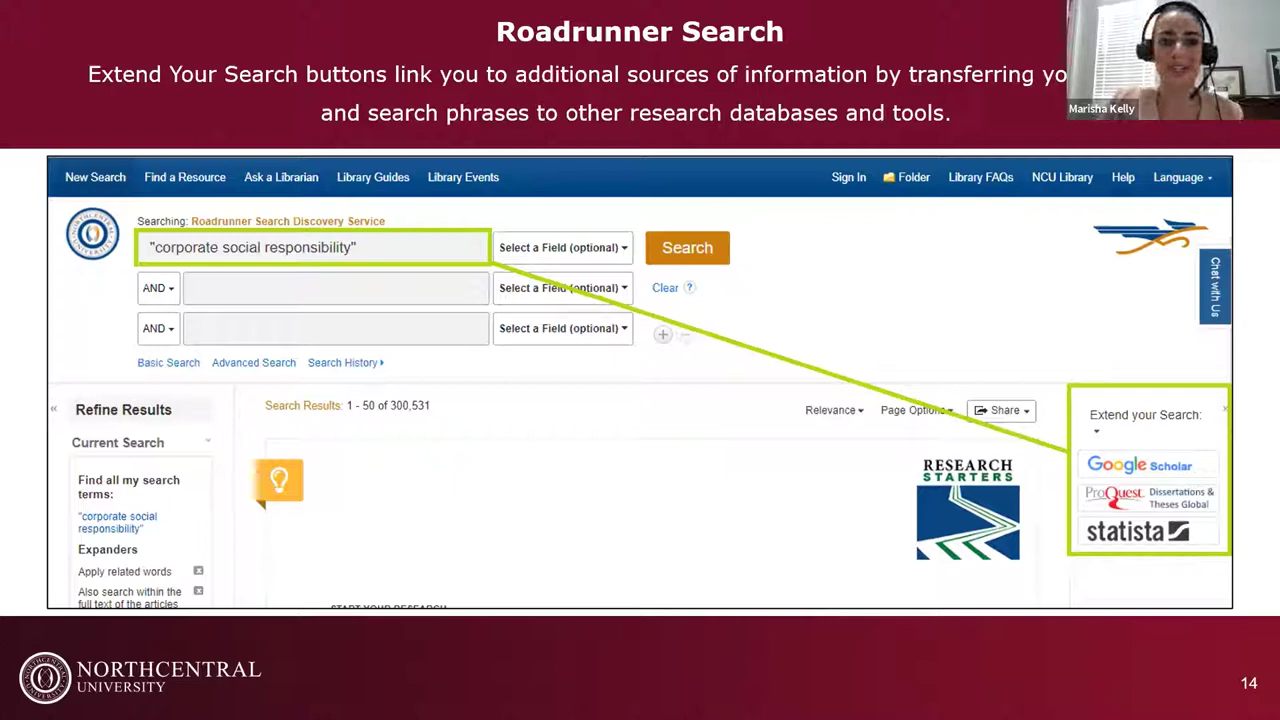 Roadrunner Search
Extend Your Search buttons link you to additional sources of information by transferring
and search phrases to other research databases and tools.
Marisha Kelly
New Search Find a Resource Ask a Librarian Library Guides Library Events Sign In Folder Library FAQs NCU Library Help Language
Searching: Roadrunner Search Discovery Service
"corporate social responsibility" Select a Field (optional) Search
AND Select a Field (optional) Clear ?
AND Select a Field (optional)
Chat with Us
Basic Search Advanced Search Search History
Refine Results
Search Results: 1 - 50 of 300,531 Relevance Page Options Share
Current Search
Find all my search
terms:
"corporate social
responsibility"
Expanders
Apply related words
Also search within the
full text of the articles
RESEARCH
STARTERS
START YOUR RESEARCH
Extend your Search:
Google Scholar
ProQuest Dissertations &
Theses Global
statista
NORTHCENTRAL
UNIVERSITY
14